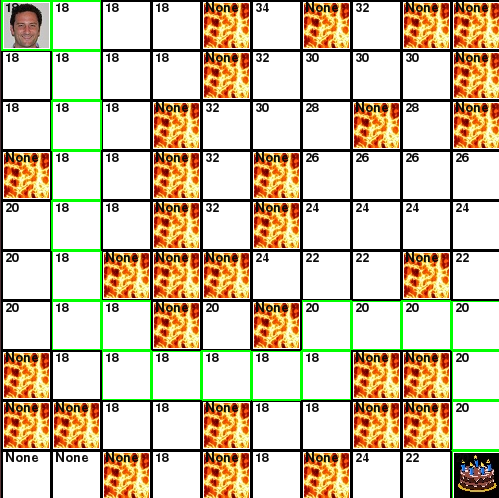 18 18 18 18 None 34 None 32 None None
18 18 18 18 None 32 30 30 30 None
18 18 18 None 32 30 28 None 28 None
None 18 18 None 32 None 26 26 26 26
20 18 18 None 32 None 24 24 24 24
20 18 None None None 24 22 22 None 22
20 18 18 None 20 None 20 20 20 20
None 18 18 18 18 18 18 None None 20
None None 18 18 None 18 18 None None 20
None None None 18 None 18 None 24 22